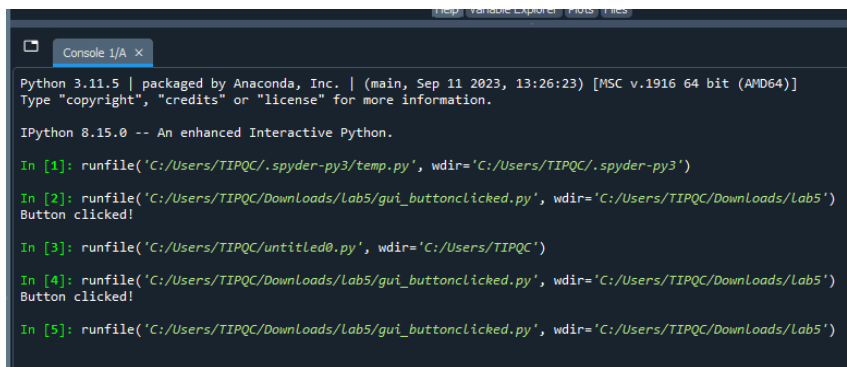 Help Variable Explorer Plots Files
Console 1/A ×
Python 3.11.5 | packaged by Anaconda, Inc. | (main, Sep 11 2023, 13:26:23) [MSC v.1916 64 bit (AMD64)]
Type "copyright", "credits" or "license" for more information.
IPython 8.15.0 -- An enhanced Interactive Python.
In [1]: runfile('C:/Users/TIPQC/.spyder-py3/temp.py', wdir='C:/Users/TIPQC/.spyder-py3')
In [2]: runfile('C:/Users/TIPQC/Downloads/lab5/gui_buttonclicked.py', wdir='C:/Users/TIPQC/Downloads/lab5')
Button clicked!
In [3]: runfile('C:/Users/TIPQC/untitled0.py', wdir='C:/Users/TIPQC')
In [4]: runfile('C:/Users/TIPQC/Downloads/lab5/gui_buttonclicked.py', wdir='C:/Users/TIPQC/Downloads/lab5')
Button clicked!
In [5]: runfile('C:/Users/TIPQC/Downloads/lab5/gui_buttonclicked.py', wdir='C:/Users/TIPQC/Downloads/lab5')